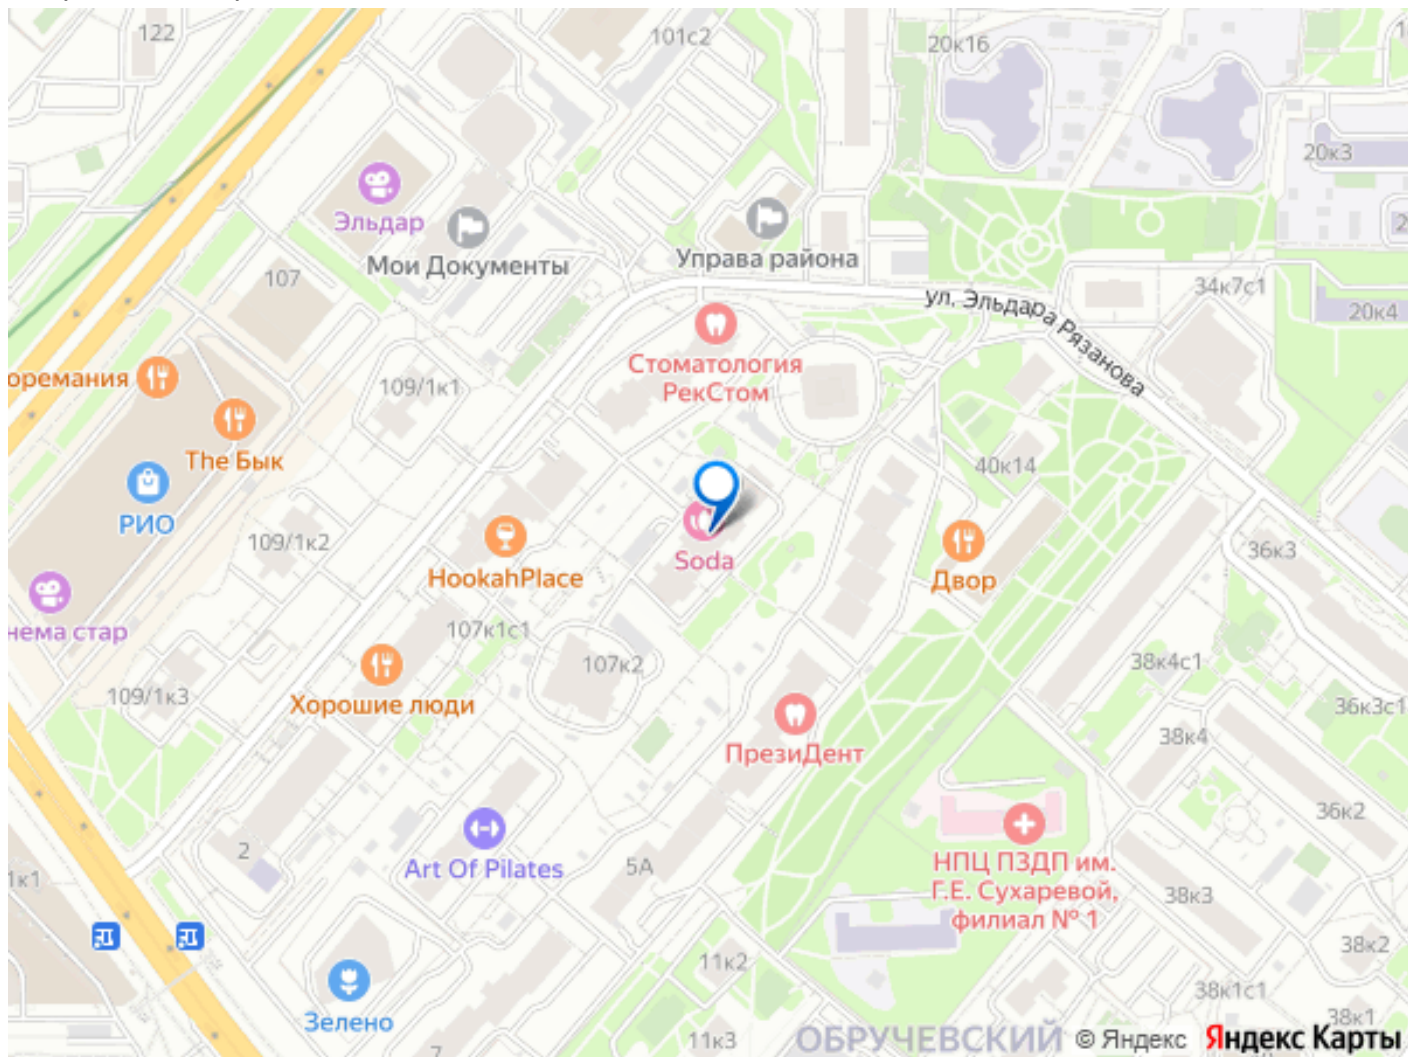 122
101с2
20к16
20к3
Эльдар
Мои Документы
Управа района
107
34к7с1
20к4
ул. Эльдара Рязанова
Стоматология
РекСтом
оремания
109/1к1
The Бык
РИО
40к14
109/1к2
HookahPlace
Soda
Двор
36к3
нема стар
107к1с1
107к2
38к4с1
109/1к3
Хорошие люди
36к3с1
ПрезиДент
38к4
36к2
2
Art Of Pilates
5А
НПЦ ПЗДП им.
Г.Е. Сухаревой,
филиал № 1
1к1
38к3
38к2
11к2
38к1с1
Зелено
38к1
7
11к3
ОБРУЧЕВСКИЙ
© Яндекс Яндекс Карты